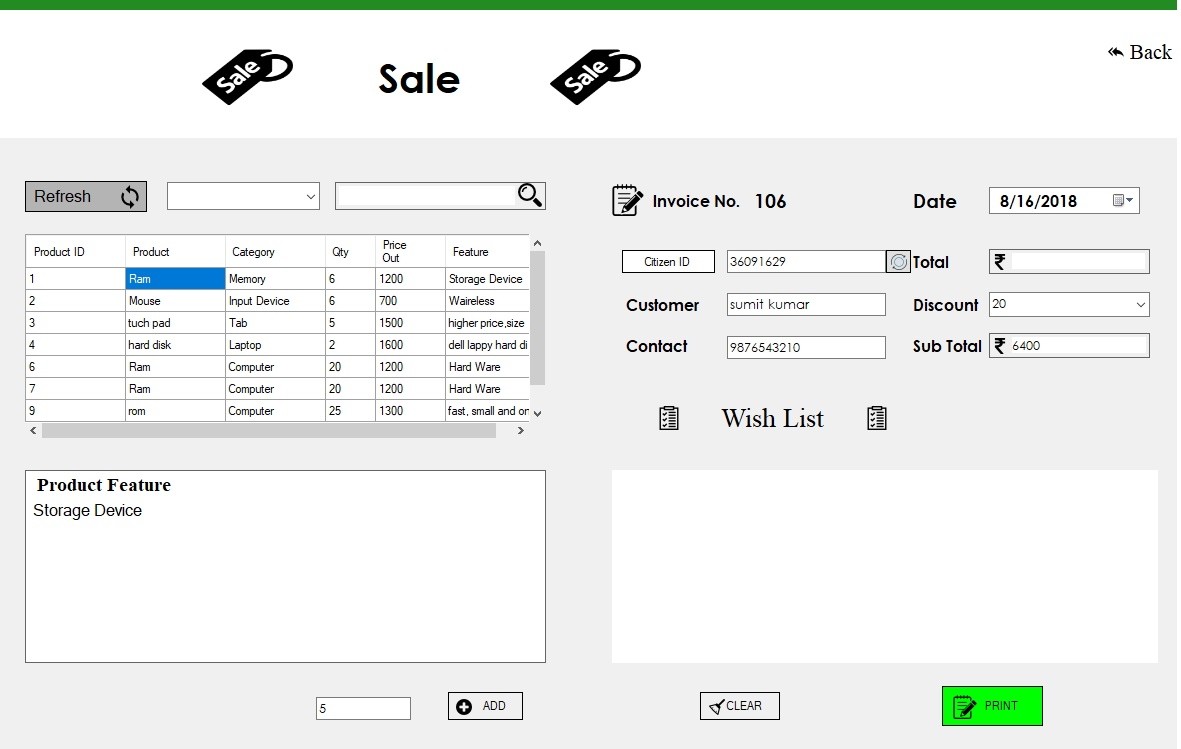 Sale
Sale
Sale
Back
Refresh
Product ID Product Category Qty Price Out Feature
1 Ram Memory 6 1200 Storage Device
2 Mouse Input Device 6 700 Waireless
3 tuch pad Tab 5 1500 higher price,size
4 hard disk Laptop 2 1600 dell lappy hard di
6 Ram Computer 20 1200 Hard Ware
7 Ram Computer 20 1200 Hard Ware
9 rom Computer 25 1300 fast, small and on
Product Feature
Storage Device
5
ADD
Invoice No. 106
Date 8/16/2018
Citizen ID 36091629
Total ₹
Customer sumit kumar
Discount 20
Contact 9876543210
Sub Total ₹ 6400
Wish List
CLEAR
PRINT